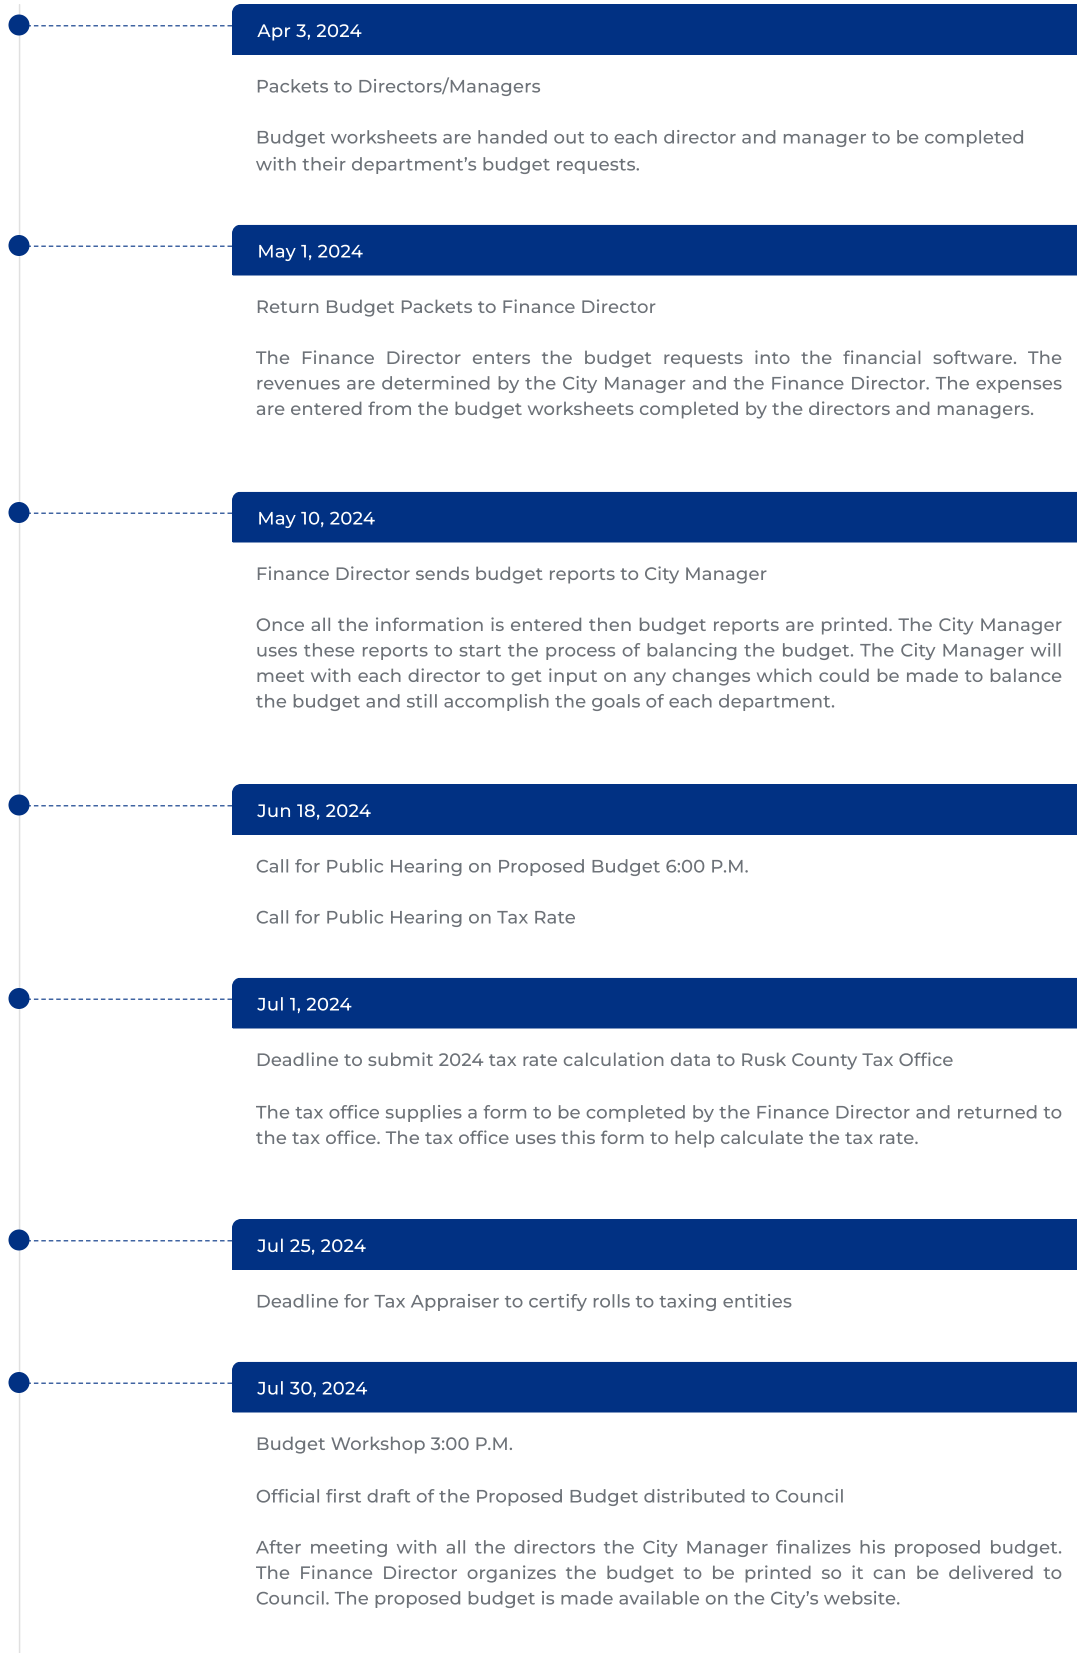 Apr 3, 2024
Packets to Directors/Managers
Budget worksheets are handed out to each director and manager to be completed
with their department’s budget requests.
May 1, 2024
Return Budget Packets to Finance Director
The Finance Director enters the budget requests into the financial software. The
revenues are determined by the City Manager and the Finance Director. The expenses
are entered from the budget worksheets completed by the directors and managers.
May 10, 2024
Finance Director sends budget reports to City Manager
Once all the information is entered then budget reports are printed. The City Manager
uses these reports to start the process of balancing the budget. The City Manager will
meet with each director to get input on any changes which could be made to balance
the budget and still accomplish the goals of each department.
Jun 18, 2024
Call for Public Hearing on Proposed Budget 6:00 P.M.
Call for Public Hearing on Tax Rate
Jul 1, 2024
Deadline to submit 2024 tax rate calculation data to Rusk County Tax Office
The tax office supplies a form to be completed by the Finance Director and returned to
the tax office. The tax office uses this form to help calculate the tax rate.
Jul 25, 2024
Deadline for Tax Appraiser to certify rolls to taxing entities
Jul 30, 2024
Budget Workshop 3:00 P.M.
Official first draft of the Proposed Budget distributed to Council
After meeting with all the directors the City Manager finalizes his proposed budget.
The Finance Director organizes the budget to be printed so it can be delivered to
Council. The proposed budget is made available on the City’s website.